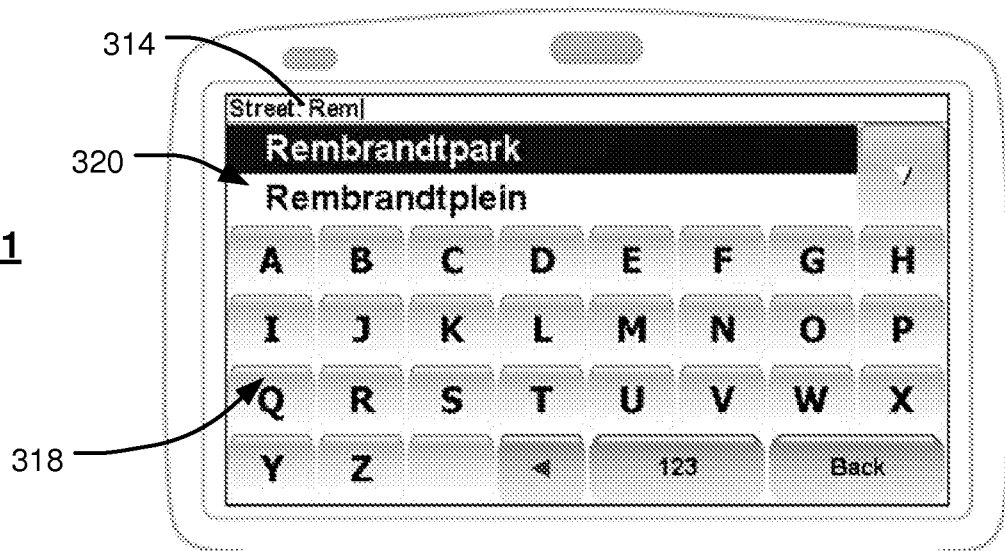 314
Street: Rem
Rembrandtpark
320
Rembrandtplein
1
A B C D E F G H
I J K L M N O P
Q R S T U V W X
318
Y Z 123 Back